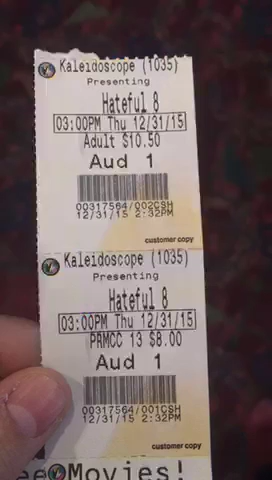 Kaleidoscope (1035)
Presenting
Hateful 8
03:00PM Thu 12/31/15
Adult $10.50
Aud 1
00317564/002CSH
12/31/15 2:32PM
customer copy
Kaleidoscope (1035)
Presenting
Hateful 8
03:00PM Thu 12/31/15
PRMCC 13 $8.00
Aud 1
00317564/001CSH
12/31/15 2:32PM
customer copy
Movies!